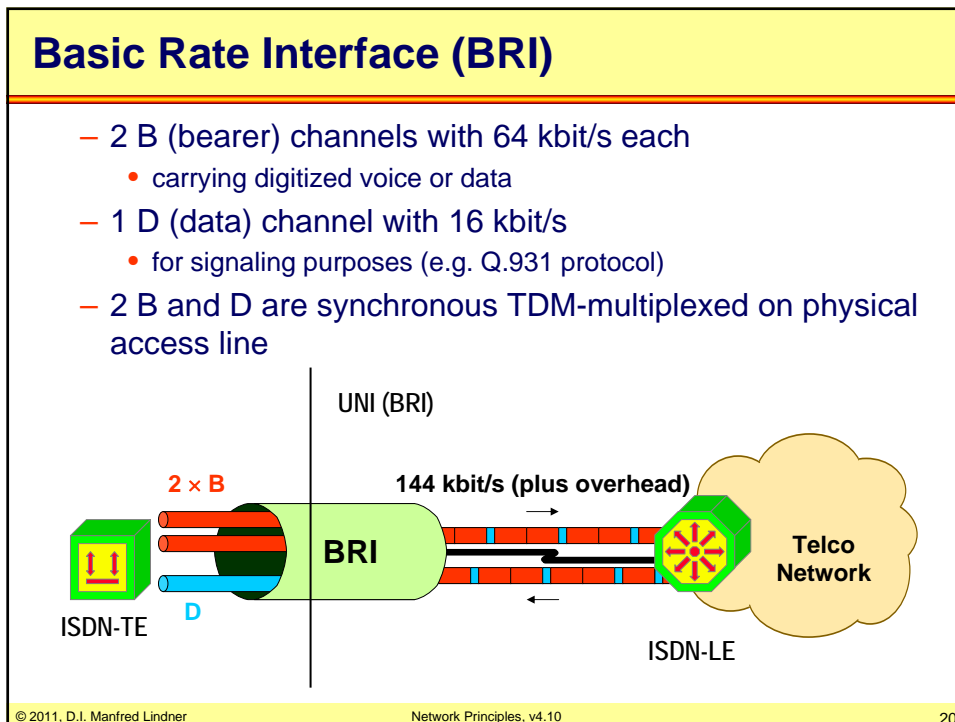 Basic Rate Interface (BRI)
– 2 B (bearer) channels with 64 kbit/s each
• carrying digitized voice or data
– 1 D (data) channel with 16 kbit/s
• for signaling purposes (e.g. Q.931 protocol)
– 2 B and D are synchronous TDM-multiplexed on physical
access line
UNI (BRI)
2 × B
144 kbit/s (plus overhead)
BRI
Telco
Network
D
ISDN-TE
ISDN-LE
© 2011, D.I. Manfred Lindner
Network Principles, v4.10
20